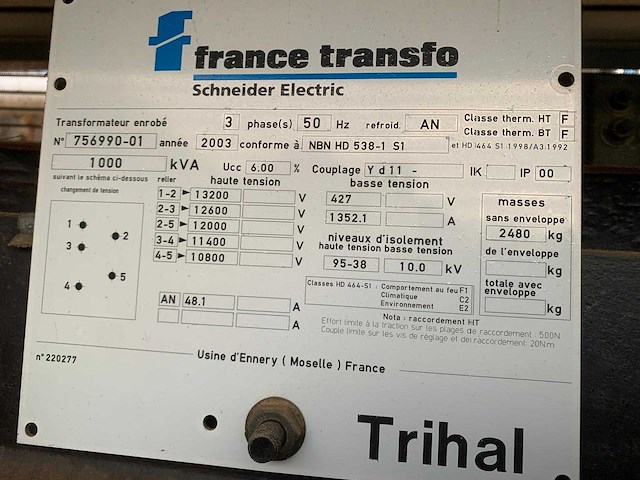 france transfo
Schneider Electric
Transformateur enrobé 3 phase(s) 50 Hz refroid. AN Classe therm. HT F
Classe therm. BT F
N° 756990-01 année 2003 conforme à NBN HD 538-1 S1 et HD 464 S1 :1998/A3:1992
1000 kVA Ucc 6.00 % Couplage Y d 11 - IK IP 00
suivant le schéma ci-dessous
changement de tension
relier haute tension basse tension masses
1-2 13200 V 427 V sans enveloppe
2-3 12600 V 1352.1 A 2480 kg
2-5 12000 V niveaux d'isolement de l'enveloppe
3-4 11400 V haute tension basse tension kg
4-5 10800 V 95-38 10.0 kV totale avec
enveloppe
kg
1
2
3
5
4
Classes HD 464-S1 : Comportement au feu F1
Climatique C2
Environnement E2
AN 48.1 A
A
Nota : raccordement HT
Effort limite à la traction sur les plages de raccordement : 500N
Couple limite sur les vis de réglage et de raccordement: 20Nm
n° 220277 Usine d'Ennery ( Moselle ) France
Trihal